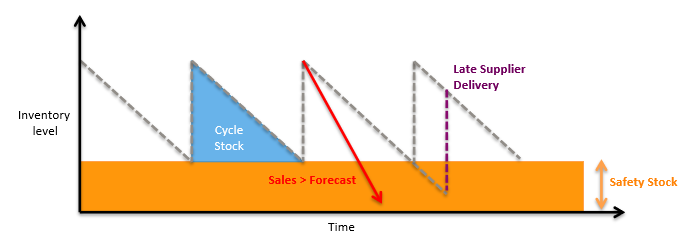 Late Supplier
Delivery
Inventory
level
Cycle
Stock
Sales > Forecast
Safety Stock
Time